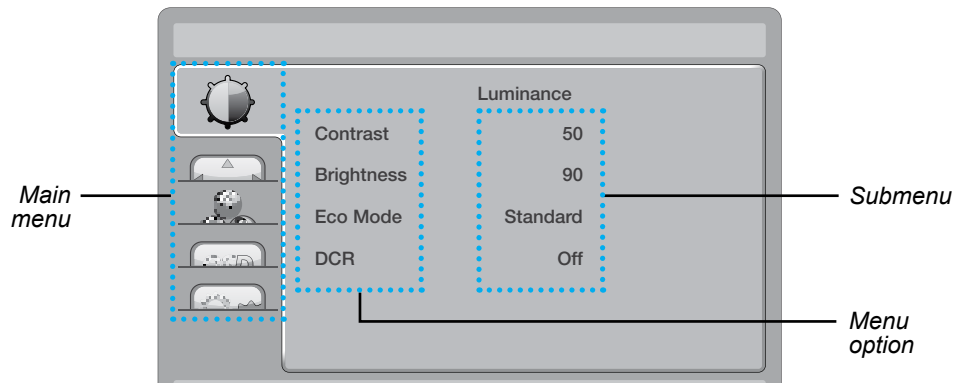 Luminance
Contrast 50
Brightness 90
Eco Mode Standard
DCR Off
Main
menu
Submenu
Menu
option